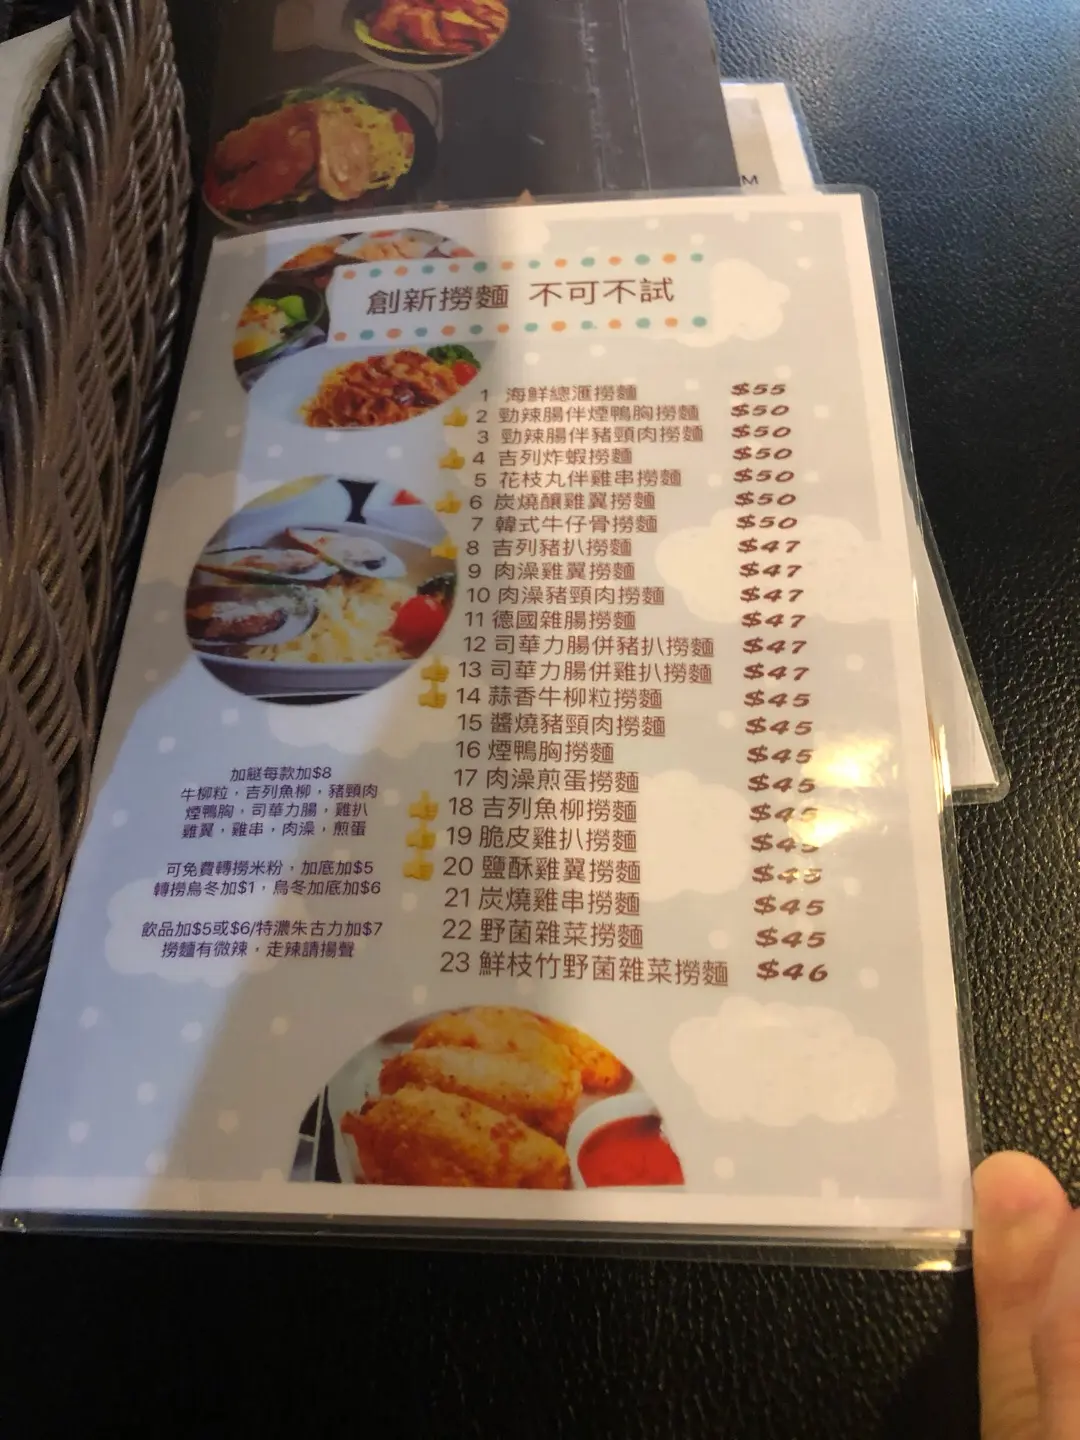 M
創新撈麵 不可不試
1 海鮮總滙撈麵 $55
2 勁辣腸伴煙鴨胸撈麵 $50
3 勁辣腸伴豬頸肉撈麵 $50
4 吉列炸蝦撈麵 $50
5 花枝丸伴雞串撈麵 $50
6 炭燒釀雞翼撈麵 $50
7 韓式牛仔骨撈麵 $50
8 吉列豬扒撈麵 $47
9 肉澡雞翼撈麵 $47
10 肉澡豬頸肉撈麵 $47
11 德國雜腸撈麵 $47
12 司華力腸併豬扒撈麵 $47
13 司華力腸併雞扒撈麵 $47
14 蒜香牛柳粒撈麵 $45
15 醬燒豬頸肉撈麵 $45
16 煙鴨胸撈麵 $45
17 肉澡煎蛋撈麵 $45
18 吉列魚柳撈麵 $45
19 脆皮雞扒撈麵 $45
20 鹽酥雞翼撈麵 $45
21 炭燒雞串撈麵 $45
22 野菌雜菜撈麵 $45
23 鮮枝竹野菌雜菜撈麵 $46
加餸每款加$8
牛柳粒，吉列魚柳，豬頸肉
煙鴨胸，司華力腸，雞扒
雞翼，雞串，肉澡，煎蛋
可免費轉撈米粉，加底加$5
轉撈烏冬加$1，烏冬加底加$6
飲品加$5或$6/特濃朱古力加$7
撈麵有微辣，走辣請揚聲